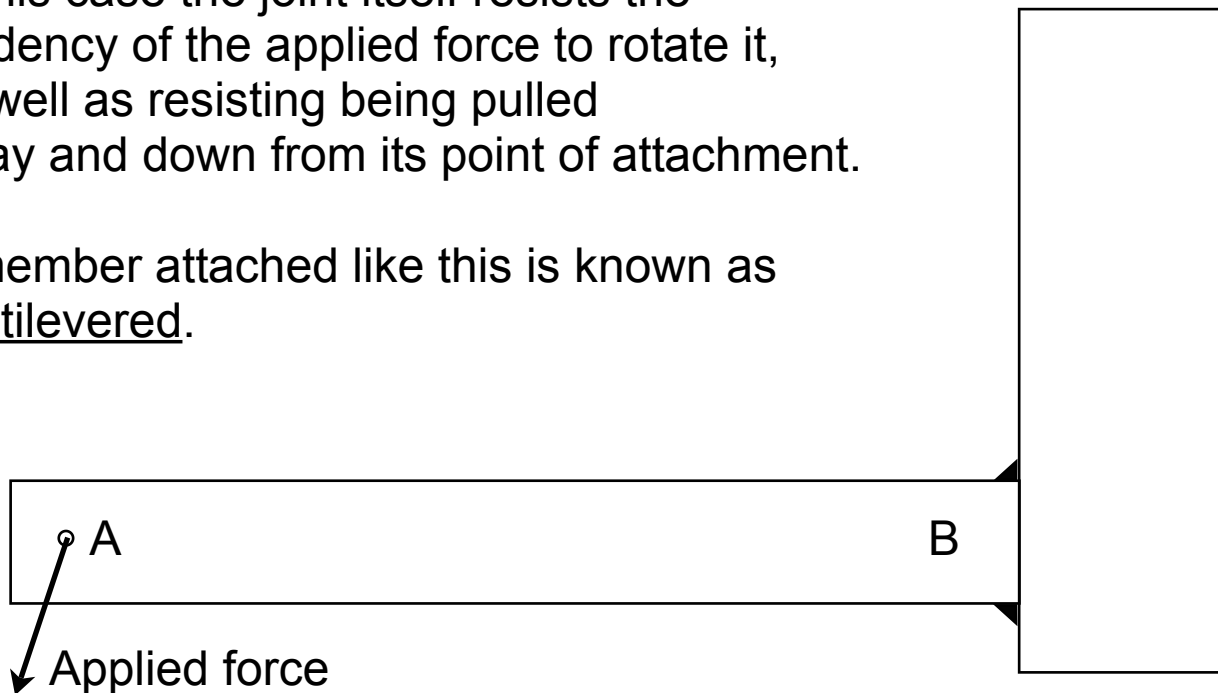 his case the joint itself resists the
dency of the applied force to rotate it,
well as resisting being pulled
ay and down from its point of attachment.
member attached like this is known as
tilevered.
A
B
Applied force